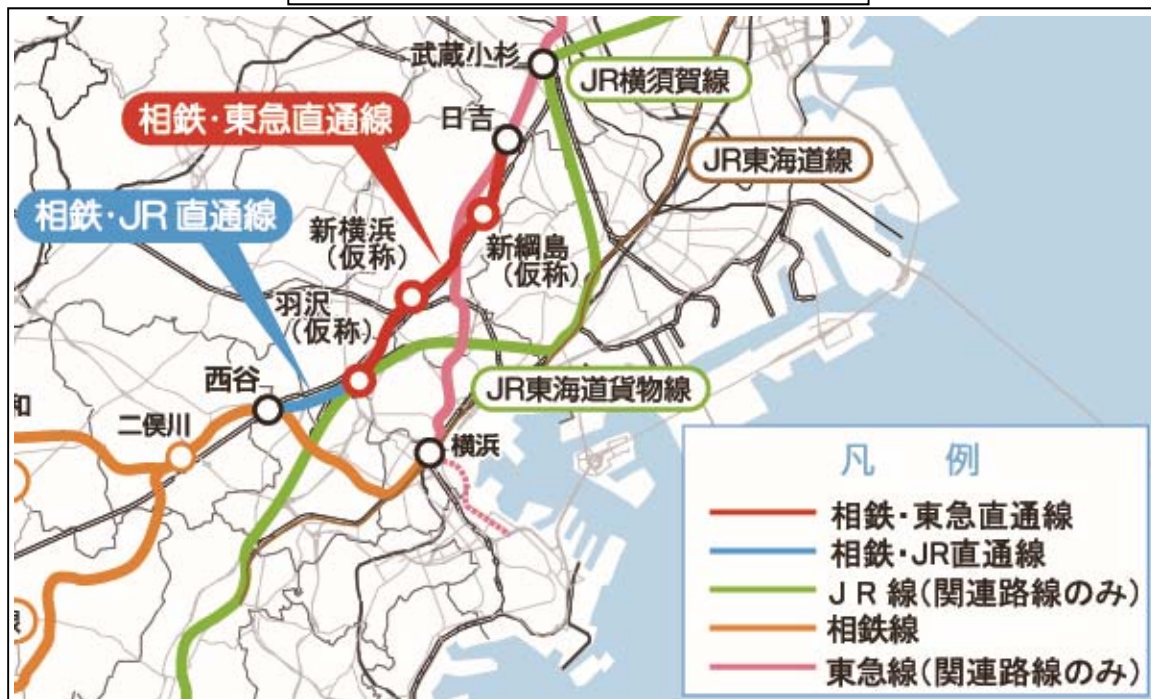 武蔵小杉
JR横須賀線
相鉄・東急直通線
日吉
JR東海道線
相鉄・JR直通線
新横浜
(仮称)
新綱島
(仮称)
羽沢
(仮称)
西谷
JR東海道貨物線
和
二俣川
横浜
凡 例
相鉄・東急直通線
相鉄・JR直通線
JR線(関連路線のみ)
相鉄線
東急線(関連路線のみ)